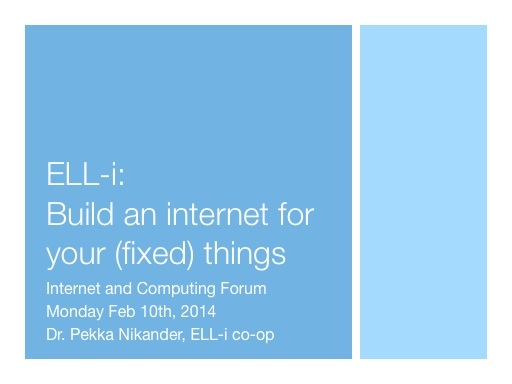 ELL-i:
Build an internet for
your (fixed) things
Internet and Computing Forum
Monday Feb 10th, 2014
Dr. Pekka Nikander, ELL-i co-op